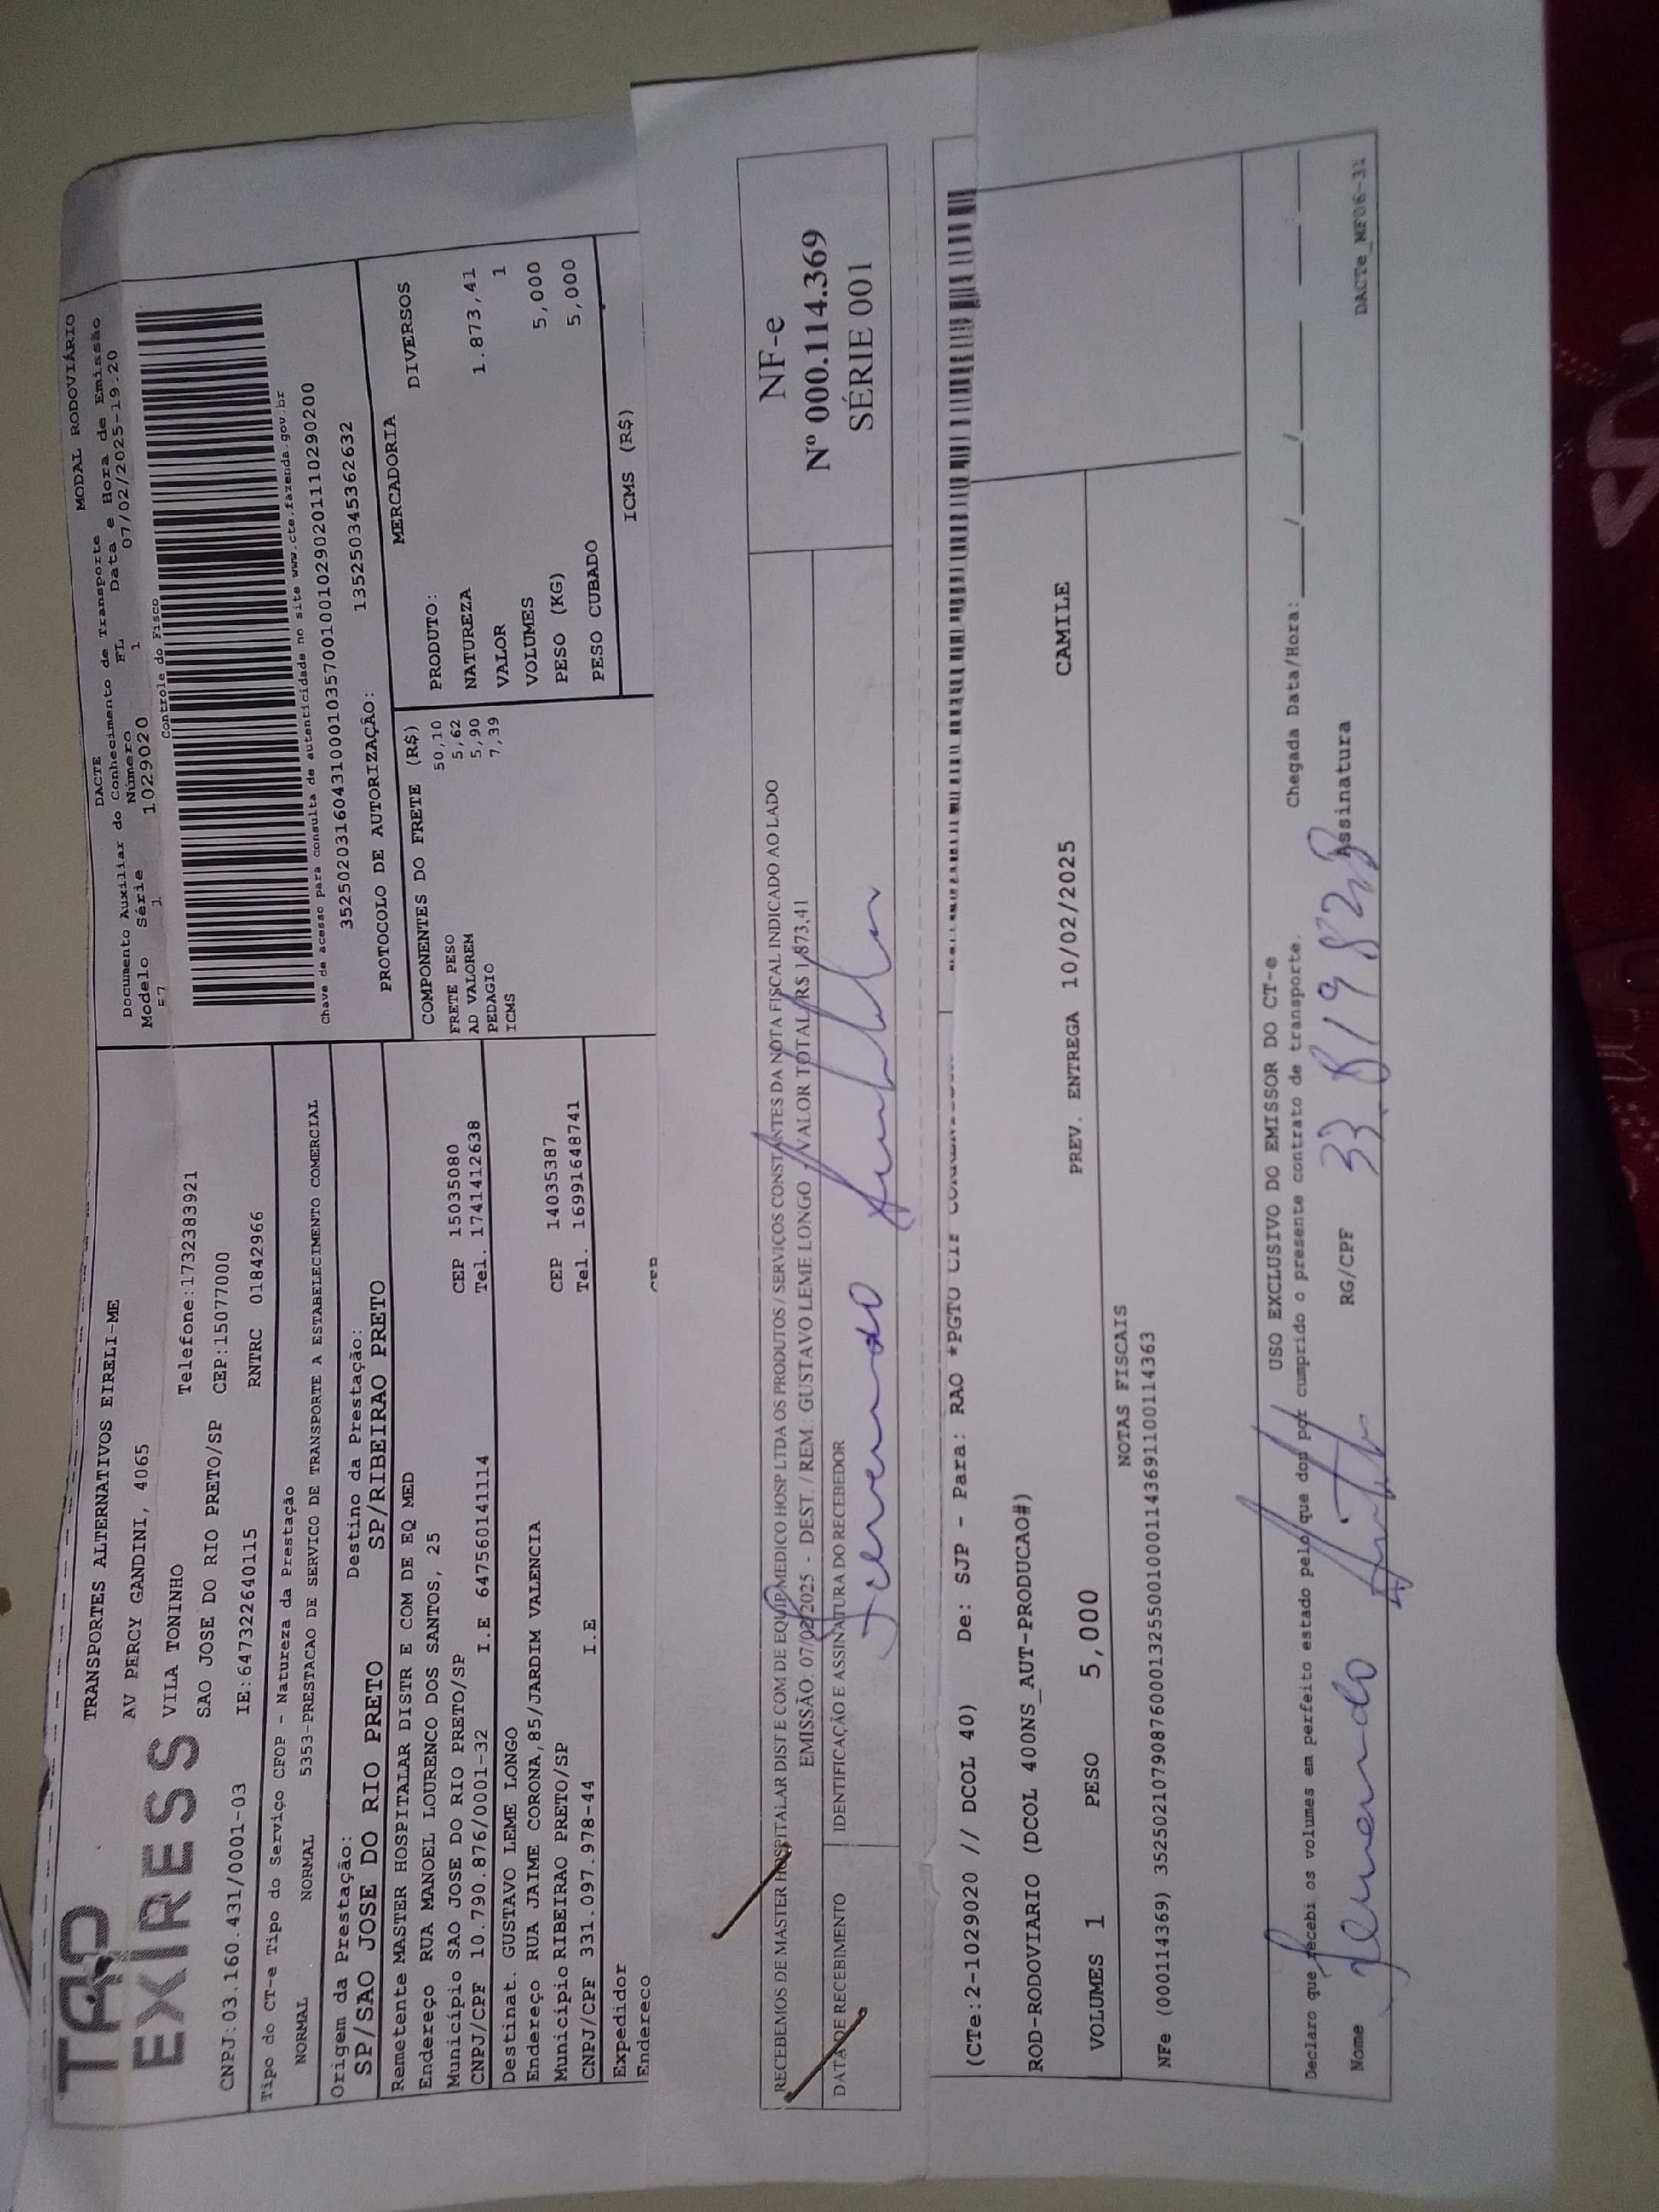 TAD
EXPRESS
TRANSPORTES ALTERNATIVOS EIRELI-ME
AV PERCY GANDINI, 4065
VILA TONINHO Telefone:1732383921
SAO JOSE DO RIO PRETO/SP CEP:15077000
CNPJ:03.160.431/0001-03 IE:647322640115 RNTRC 01842966
DACTE MODAL RODOVIÁRIO
Documento Auxiliar do Conhecimento de Transporte
Modelo Série Número FL Data e Hora de Emissão
57 1 1029020 1 07/02/2025-19:20
Controle do Fisco
Chave de acesso para consulta de autenticidade no site www.cte.fazenda.gov.br
35250203160431000103570010010290201110290200
PROTOCOLO DE AUTORIZAÇÃO: 135250345362632
Tipo do CT-e Tipo do Serviço CFOP - Natureza da Prestação
NORMAL NORMAL 5353-PRESTACAO DE SERVICO DE TRANSPORTE A ESTABELECIMENTO COMERCIAL
Origem da Prestação: Destino da Prestação:
SP/SAO JOSE DO RIO PRETO SP/RIBEIRAO PRETO
Remetente MASTER HOSPITALAR DISTR E COM DE EQ MED
Endereço RUA MANOEL LOURENCO DOS SANTOS, 25
Município SAO JOSE DO RIO PRETO/SP CEP 15035080
CNPJ/CPF 10.790.876/0001-32 I.E 647560141114 Tel. 1741412638
Destinat. GUSTAVO LEME LONGO
Endereço RUA JAIME CORONA,85/JARDIM VALENCIA
Município RIBEIRAO PRETO/SP CEP 14035387
CNPJ/CPF 331.097.978-44 I.E Tel. 16991648741
Expedidor
Endereco CEP
COMPONENTES DO FRETE (R$)
FRETE PESO 50,10
AD VALOREM 5,62
PEDAGIO 5,90
ICMS 7,39
MERCADORIA
PRODUTO: DIVERSOS
NATUREZA
VALOR 1.873,41
VOLUMES 1
PESO (KG) 5,000
PESO CUBADO 5,000
ICMS (R$)
RECEBEMOS DE MASTER HOSPITALAR DIST E COM DE EQUIP MEDICO HOSP LTDA OS PRODUTOS / SERVIÇOS CONSTANTES DA NOTA FISCAL INDICADO AO LADO
EMISSÃO: 07/02/2025 - DEST. / REM.: GUSTAVO LEME LONGO - VALOR TOTAL: R$ 1.873,41
DATA DE RECEBIMENTO IDENTIFICAÇÃO E ASSINATURA DO RECEBEDOR
Fernando
NF-e
Nº 000.114.369
SÉRIE 001
(CTe:2-1029020 // DCOL 40) De: SJP - Para: RAO *PGTO CIF
ROD-RODOVIARIO (DCOL 400NS_AUT-PRODUCAO#)
VOLUMES 1 PESO 5,000 PREV. ENTREGA 10/02/2025 CAMILE
NOTAS FISCAIS
NFe (000114369) 35250210790876000132550010001143691100114363
USO EXCLUSIVO DO EMISSOR DO CT-e
Declaro que recebi os volumes em perfeito estado pelo que dou por cumprido o presente contrato de transporte. Chegada Data/Hora: ___/___/___ ___:___
Nome Fernando RG/CPF Assinatura
DACTe_MF06-31